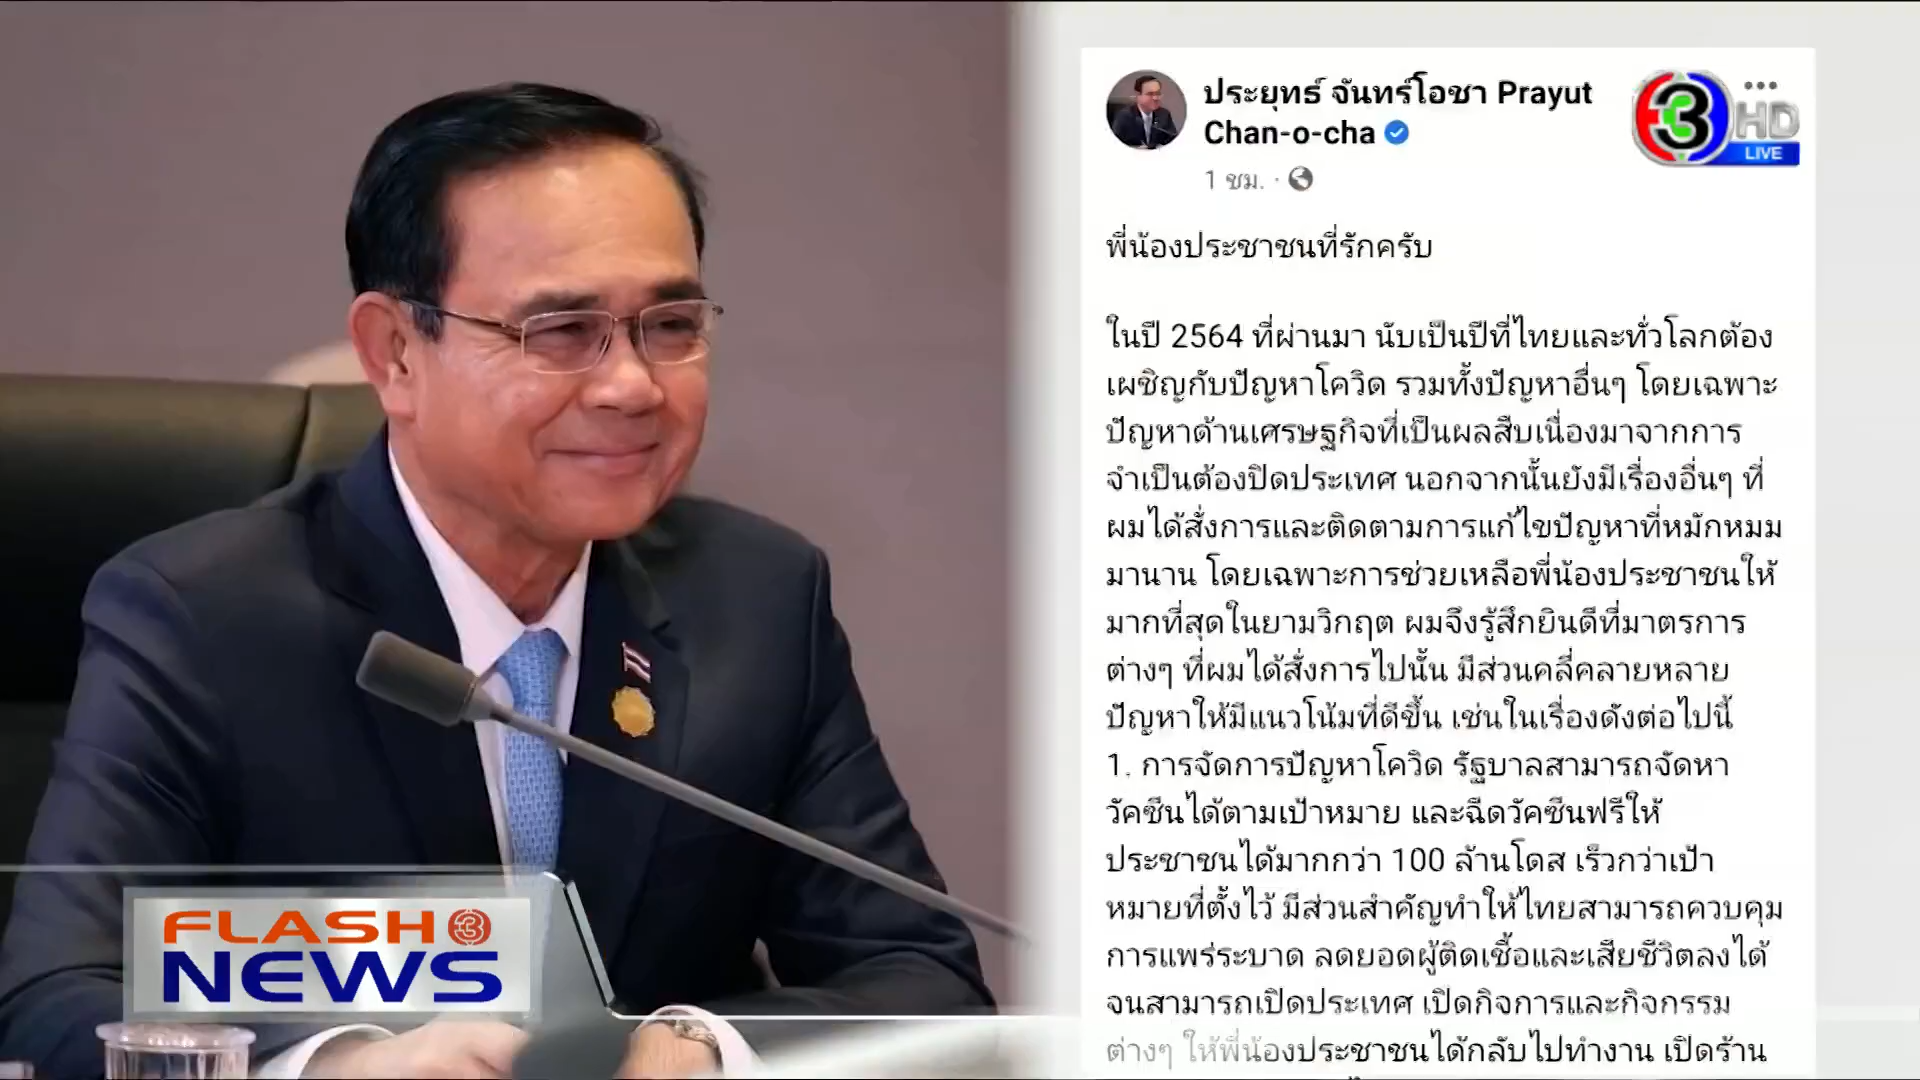 ประยุทธ์ จันทร์โอชา Prayut
Chan-o-cha
1 ชม. ·
3 HD
LIVE
พี่น้องประชาชนที่รักครับ
ในปี 2564 ที่ผ่านมา นับเป็นปีที่ไทยและทั่วโลกต้อง
เผชิญกับปัญหาโควิด รวมทั้งปัญหาอื่นๆ โดยเฉพาะ
ปัญหาด้านเศรษฐกิจที่เป็นผลสืบเนื่องมาจากการ
จำเป็นต้องปิดประเทศ นอกจากนั้นยังมีเรื่องอื่นๆ ที่
ผมได้สั่งการและติดตามการแก้ไขปัญหาที่หมักหมม
มานาน โดยเฉพาะการช่วยเหลือพี่น้องประชาชนให้
มากที่สุดในยามวิกฤต ผมจึงรู้สึกยินดีที่มาตรการ
ต่างๆ ที่ผมได้สั่งการไปนั้น มีส่วนคลี่คลายหลาย
ปัญหาให้มีแนวโน้มที่ดีขึ้น เช่นในเรื่องดังต่อไปนี้
1. การจัดการปัญหาโควิด รัฐบาลสามารถจัดหา
วัคซีนได้ตามเป้าหมาย และฉีดวัคซีนฟรีให้
ประชาชนได้มากกว่า 100 ล้านโดส เร็วกว่าเป้า
หมายที่ตั้งไว้ มีส่วนสำคัญทำให้ไทยสามารถควบคุม
การแพร่ระบาด ลดยอดผู้ติดเชื้อและเสียชีวิตลงได้
จนสามารถเปิดประเทศ เปิดกิจการและกิจกรรม
ต่างๆ ให้พี่น้องประชาชนได้กลับไปทำงาน เปิดร้าน
FLASH 3
NEWS